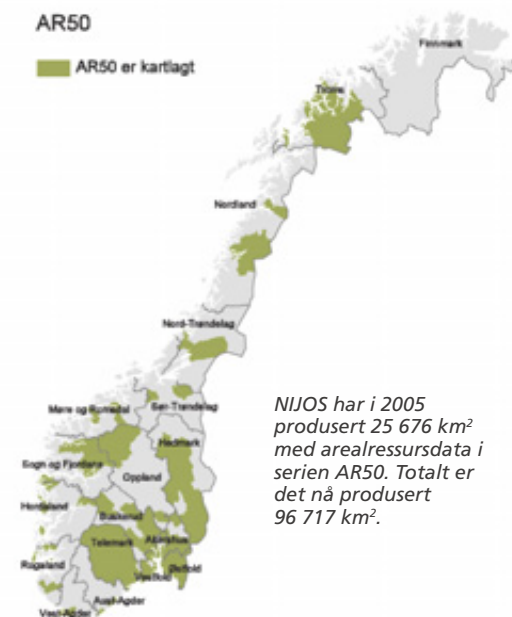 AR50
AR50 er kartlagt
Finnmark
Troms
Nordland
Nord-Trøndelag
Møre og Romsdal
Sør-Trøndelag
Hedmark
Sogn og Fjordane
Oppland
Hordaland
Buskerud
Telemark
Akershus
Rogaland
Vestfold
Østfold
Aust-Agder
Vest-Agder
NIJOS har i 2005
produsert 25 676 km²
med arealressursdata i
serien AR50. Totalt er
det nå produsert
96 717 km².